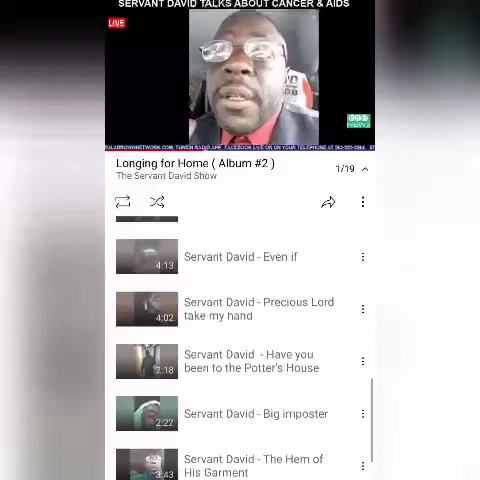 SERVANT DAVID TALKS ABOUT CANCER & AIDS
LIVE
Longing for Home ( Album #2 )
1/19
The Servant David Show
4:13
Servant David - Even if
4:02
Servant David - Precious Lord
take my hand
2:18
Servant David - Have you
been to the Potter's House
2:22
Servant David - Big imposter
3:43
Servant David - The Hem of
His Garment